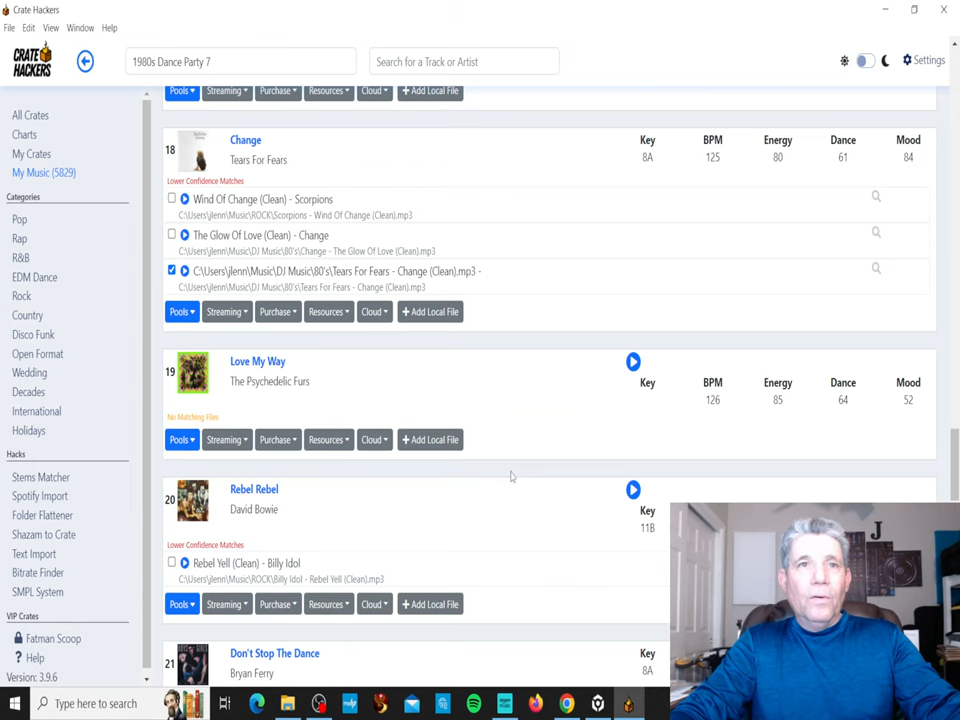 Crate Hackers
File Edit View Window Help
CRATE HACKERS
1980s Dance Party 7
Search for a Track or Artist
Settings
All Crates
Charts
My Crates
My Music (5829)
Categories
Pop
Rap
R&B
EDM Dance
Rock
Country
Disco Funk
Open Format
Wedding
Decades
International
Holidays
Hacks
Stems Matcher
Spotify Import
Folder Flattener
Shazam to Crate
Text Import
Bitrate Finder
SMPL System
VIP Crates
Fatman Scoop
? Help
Version: 3.9.6
Pools Streaming Purchase Resources Cloud + Add Local File
18
Change
Tears For Fears
Key BPM Energy Dance Mood
8A 125 80 61 84
Lower Confidence Matches
Wind Of Change (Clean) - Scorpions
C:\Users\jlenn\Music\ROCK\Scorpions - Wind Of Change (Clean).mp3
The Glow Of Love (Clean) - Change
C:\Users\jlenn\Music\DJ Music\80's\Change - The Glow Of Love (Clean).mp3
C:\Users\jlenn\Music\DJ Music\80's\Tears For Fears - Change (Clean).mp3 -
C:\Users\jlenn\Music\DJ Music\80's\Tears For Fears - Change (Clean).mp3
Pools Streaming Purchase Resources Cloud + Add Local File
19
Love My Way
The Psychedelic Furs
Key BPM Energy Dance Mood
126 85 64 52
No Matching Files
Pools Streaming Purchase Resources Cloud + Add Local File
20
Rebel Rebel
David Bowie
Key
11B
Lower Confidence Matches
Rebel Yell (Clean) - Billy Idol
C:\Users\jlenn\Music\ROCK\Billy Idol - Rebel Yell (Clean).mp3
Pools Streaming Purchase Resources Cloud + Add Local File
21
Don't Stop The Dance
Bryan Ferry
Key
8A
J
Type here to search